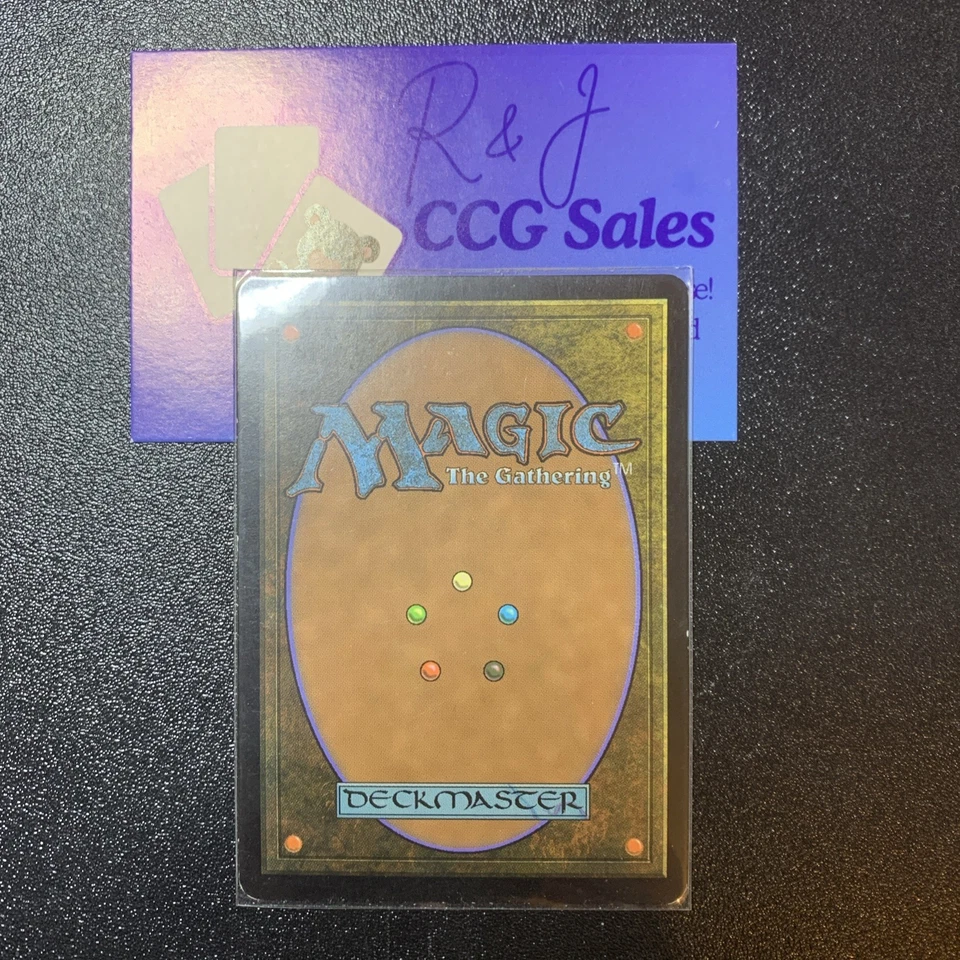 R & J
CCG Sales
MAGIC
The Gathering™
DECKMASTER